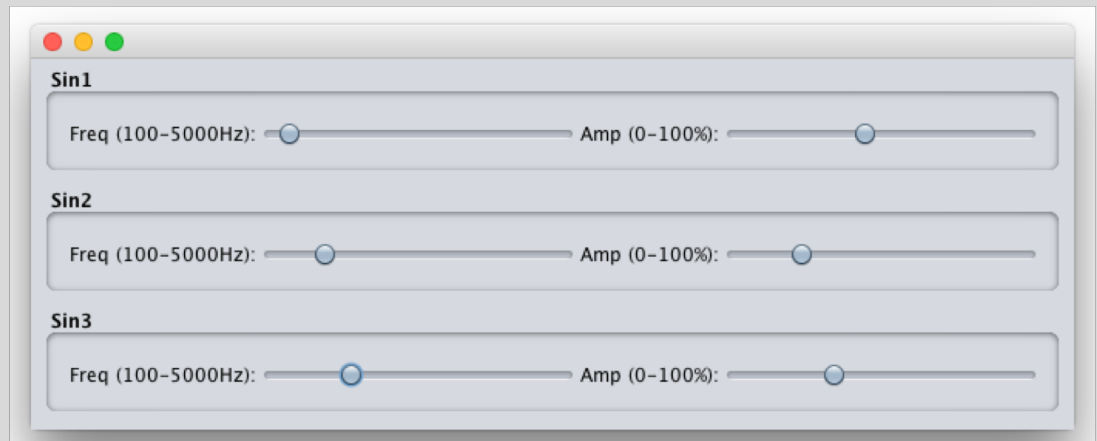 Sin1
Freq (100-5000Hz): Amp (0-100%):
Sin2
Freq (100-5000Hz): Amp (0-100%):
Sin3
Freq (100-5000Hz): Amp (0-100%):